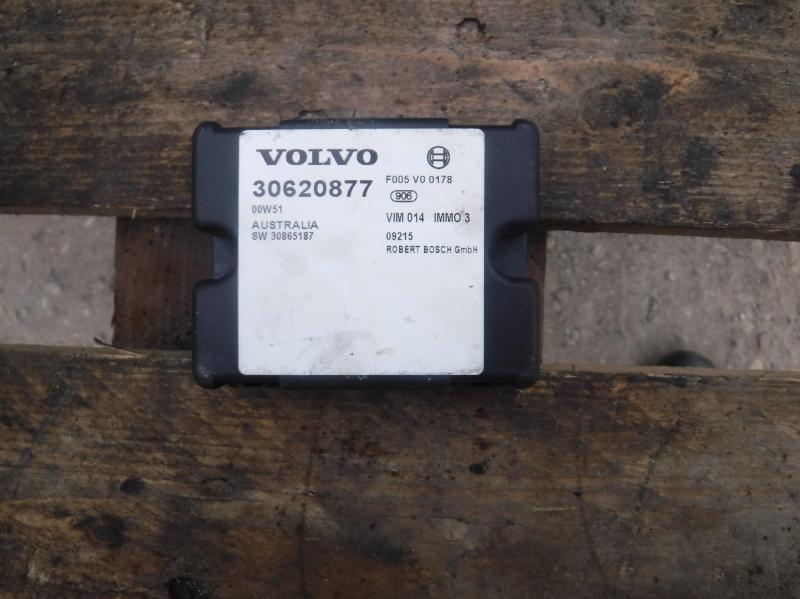 VOLVO
30620877
00W51
AUSTRALIA
SW 30865187
F005 V0 0178
906
VIM 014 IMMO 3
09215
ROBERT BOSCH GmbH